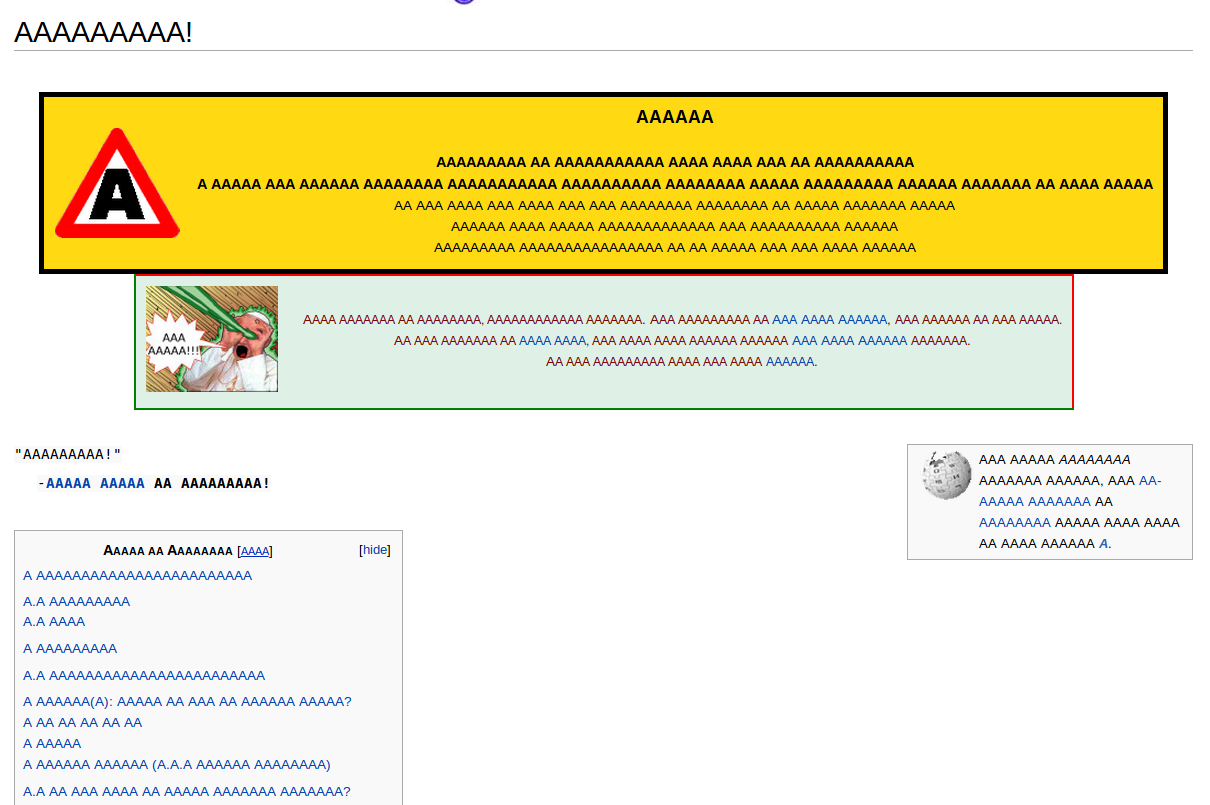 AAAAAAAAA!
AAAAAA
A
AAAAAAAAA AA AAAAAAAAAAA AAAA AAAA AAA AA AAAAAAAAAA
A AAAAA AAA AAAAAA AAAAAAAA AAAAAAAAAAA AAAAAAAAAA AAAAAAAA AAAAA AAAAAAAAA AAAAAA AAAAAAA AA AAAA AAAAA
AA AAA AAAA AAA AAAA AAA AAA AAAAAAAA AAAAAAAA AA AAAAA AAAAAAA AAAAA
AAAAAA AAAA AAAAA AAAAAAAAAAAAA AAA AAAAAAAAAA AAAAAA
AAAAAAAAA AAAAAAAAAAAAAAAA AA AA AAAAA AAA AAA AAAA AAAAAA
AAA
AAAAA!!!
AAAA AAAAAAA AA AAAAAAAA, AAAAAAAAAAAA AAAAAAA. AAA AAAAAAAAA AA AAA AAAA AAAAAA, AAA AAAAAA AA AAA AAAAA.
AA AAA AAAAAAA AA AAAA AAAA, AAA AAAA AAAA AAAAAA AAAAAA AAA AAAA AAAAAA AAAAAAA.
AA AAA AAAAAAAAA AAAA AAA AAAA AAAAAA.
"AAAAAAAAA!"
-AAAAA AAAAA AA AAAAAAAAA!
AAA AAAAA AAAAAAAA
AAAAAAA AAAAAA, AAA AA-
AAAAA AAAAAAA AA
AAAAAAAA AAAAA AAAA AAAA
AA AAAA AAAAAA A.
AAAAA AA AAAAAAAA [AAAA] [hide]
A AAAAAAAAAAAAAAAAAAAAAAAA
A.A AAAAAAAAA
A.A AAAA
A AAAAAAAAA
A.A AAAAAAAAAAAAAAAAAAAAAAAA
A AAAAAA(A): AAAAA AA AAA AA AAAAAA AAAAA?
A AA AA AA AA AA
A AAAAA
A AAAAAA AAAAAA (A.A.A AAAAAA AAAAAAAA)
A.A AA AAA AAAA AA AAAAA AAAAAAA AAAAAAA?